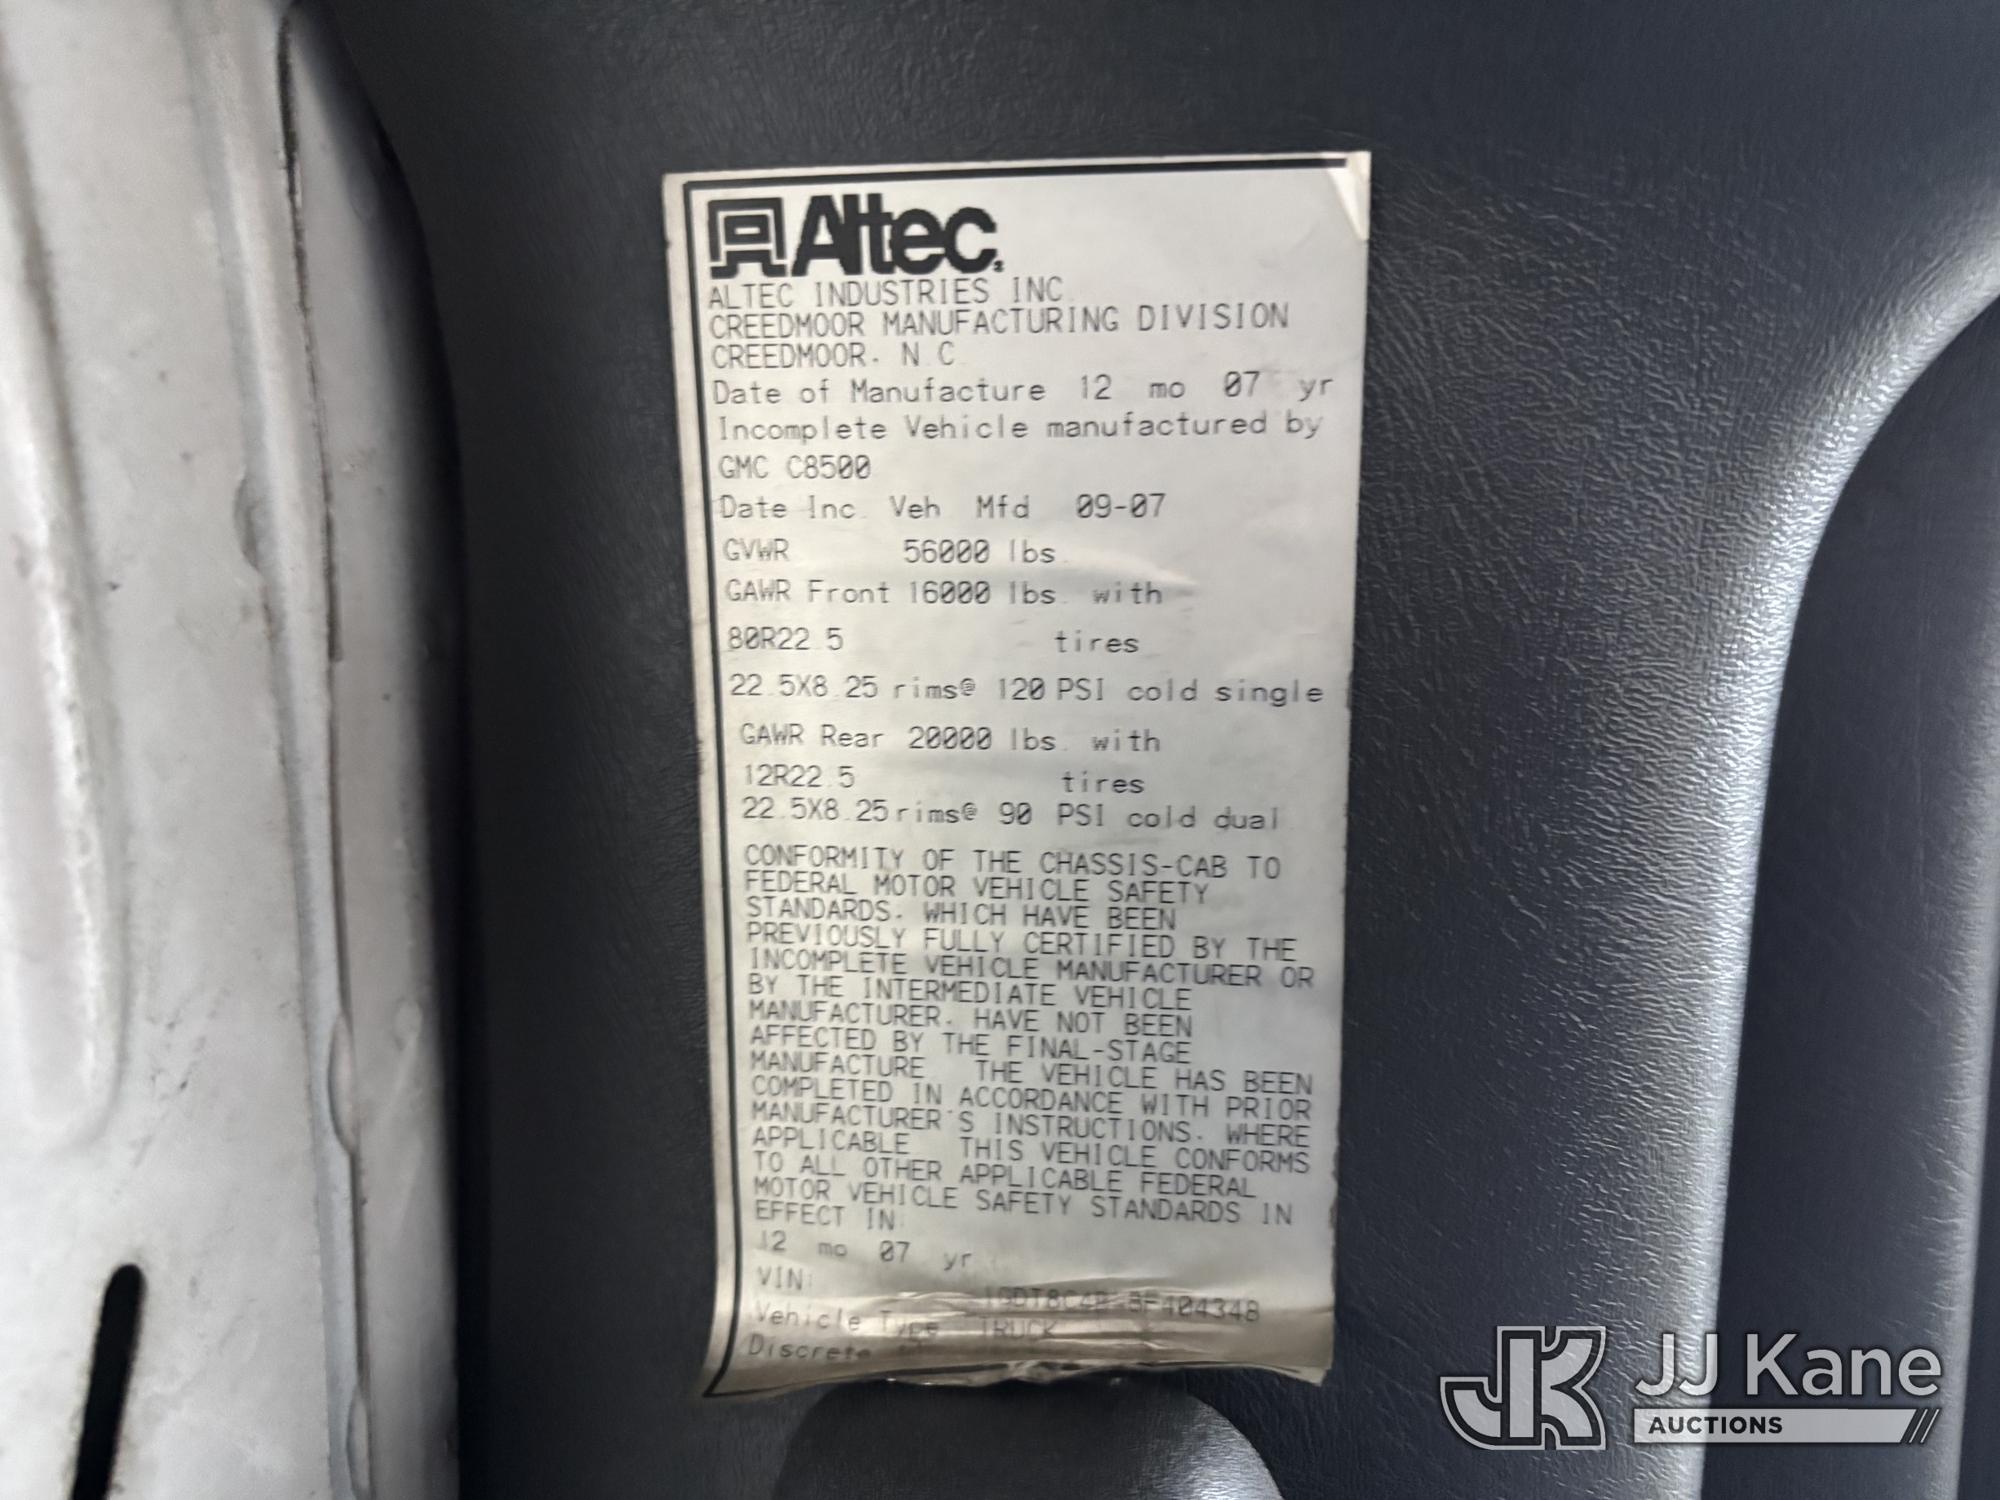 Altec
ALTEC INDUSTRIES INC
CREEDMOOR MANUFACTURING DIVISION
CREEDMOOR. N C
Date of Manufacture 12 mo 07 yr
Incomplete Vehicle manufactured by
GMC C8500
Date Inc. Veh Mfd 09-07
GVWR 56000 lbs.
GAWR Front 16000 lbs. with
80R22.5 tires
22.5X8.25 rims@ 120 PSI cold single
GAWR Rear 20000 lbs. with
12R22.5 tires
22.5X8.25 rims@ 90 PSI cold dual
CONFORMITY OF THE CHASSIS-CAB TO
FEDERAL MOTOR VEHICLE SAFETY
STANDARDS. WHICH HAVE BEEN
PREVIOUSLY FULLY CERTIFIED BY THE
INCOMPLETE VEHICLE MANUFACTURER OR
BY THE INTERMEDIATE VEHICLE
MANUFACTURER. HAVE NOT BEEN
AFFECTED BY THE FINAL-STAGE
MANUFACTURE THE VEHICLE HAS BEEN
COMPLETED IN ACCORDANCE WITH PRIOR
MANUFACTURER'S INSTRUCTIONS. WHERE
APPLICABLE THIS VEHICLE CONFORMS
TO ALL OTHER APPLICABLE FEDERAL
MOTOR VEHICLE SAFETY STANDARDS IN
EFFECT IN:
12 mo 07 yr
VIN:
Vehicle Type TRUCK
Discrete
JK JJ Kane
AUCTIONS